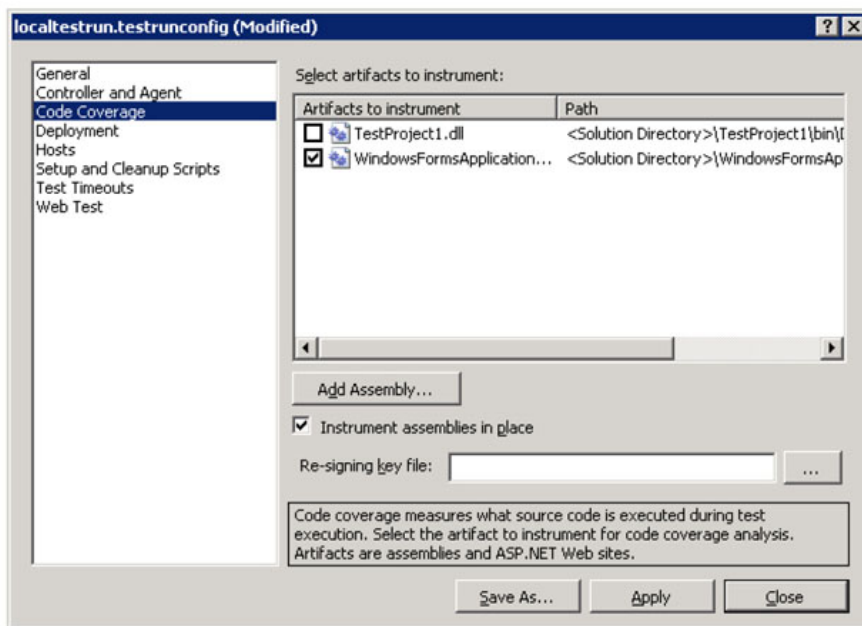 localtestrun.testrunconfig (Modified)
General
Controller and Agent
Code Coverage
Deployment
Hosts
Setup and Cleanup Scripts
Test Timeouts
Web Test
Select artifacts to instrument:
Artifacts to instrument Path
TestProject1.dll <Solution Directory>\TestProject1\bin\D
WindowsFormsApplication... <Solution Directory>\WindowsFormsAp
Add Assembly...
Instrument assemblies in place
Re-signing key file:
...
Code coverage measures what source code is executed during test
execution. Select the artifact to instrument for code coverage analysis.
Artifacts are assemblies and ASP.NET Web sites.
Save As... Apply Close